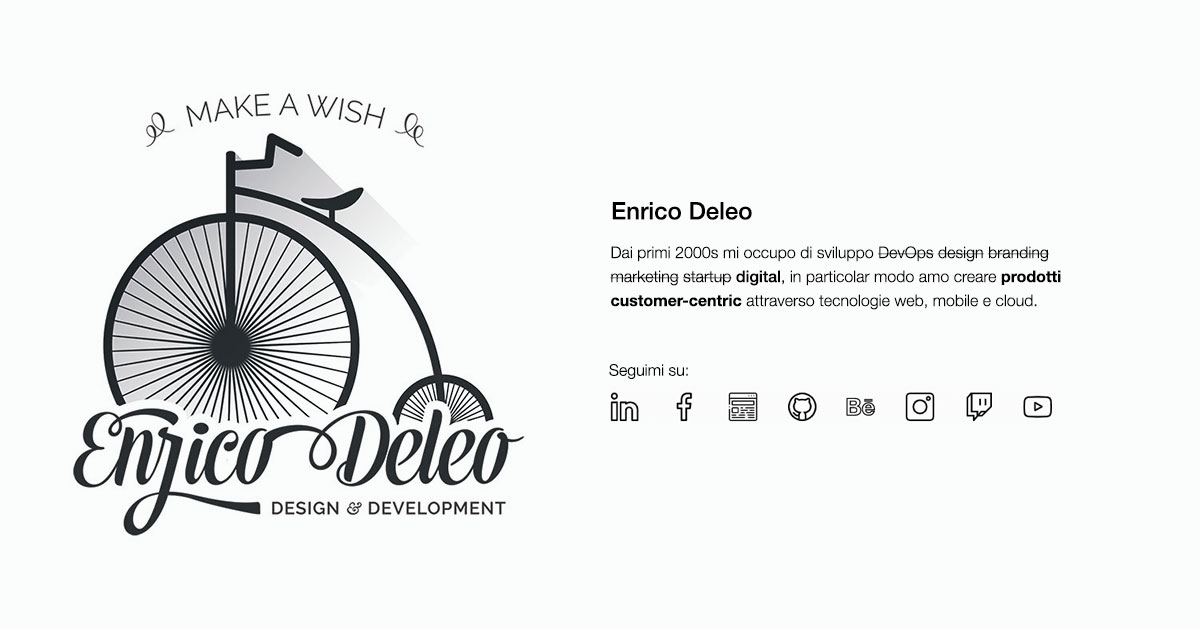 MAKE A WISH
Enrico Deleo
DESIGN & DEVELOPMENT
Enrico Deleo
Dai primi 2000s mi occupo di sviluppo DevOps design branding
marketing startup digital, in particolar modo amo creare prodotti
customer-centric attraverso tecnologie web, mobile e cloud.
Seguimi su:
in f Bē